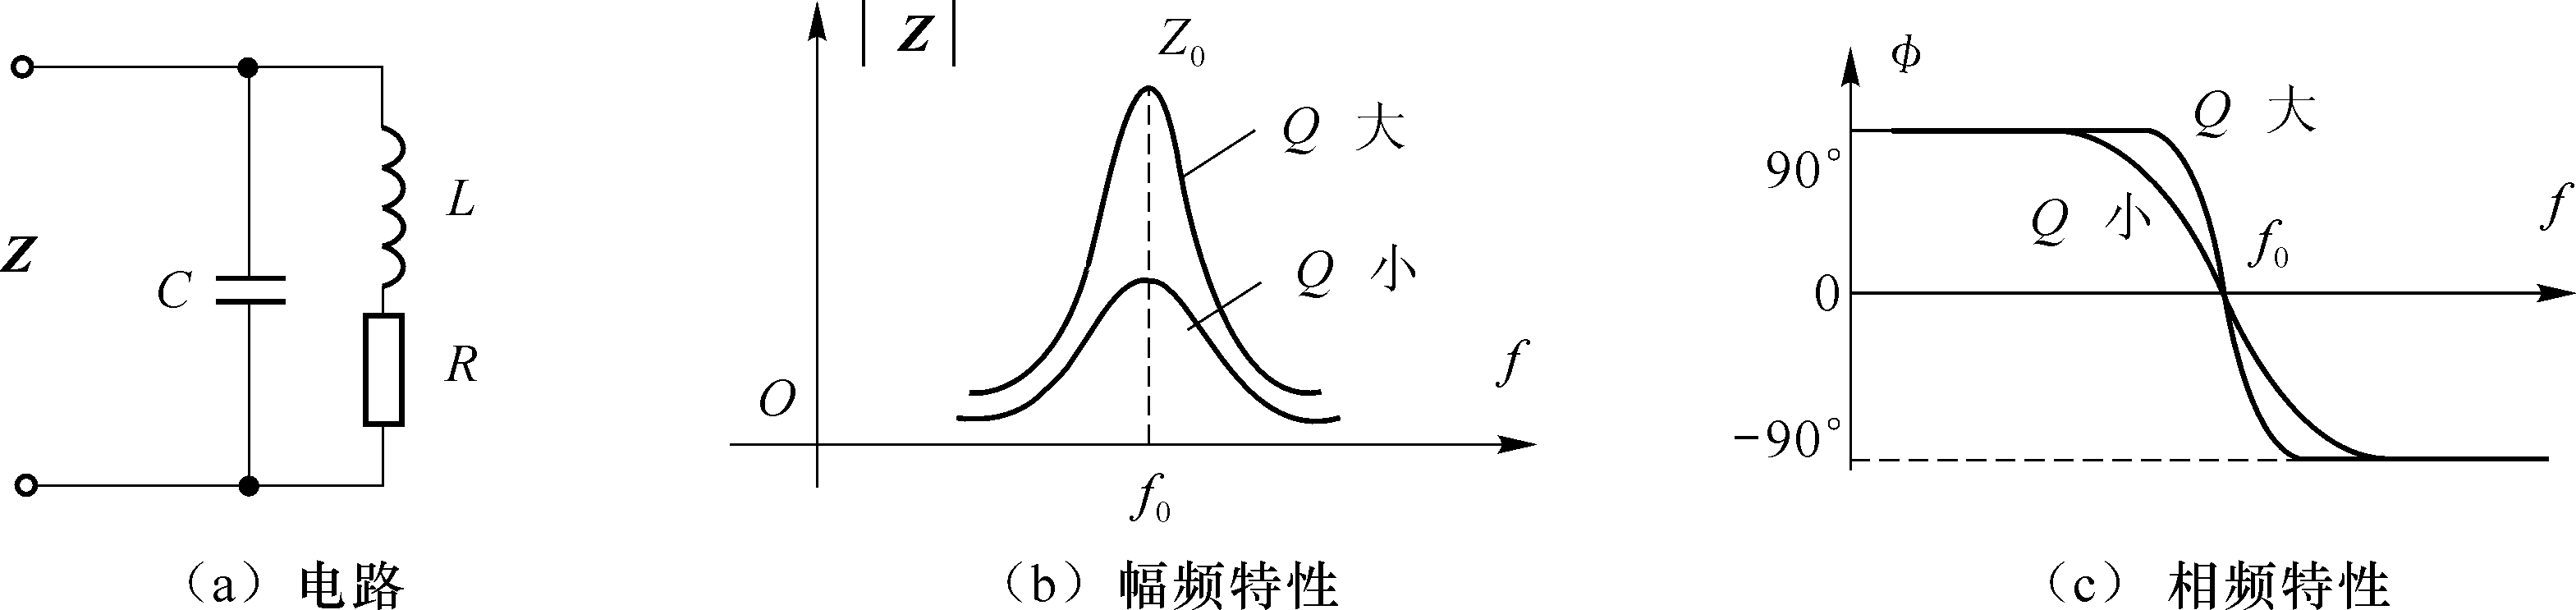 Z
C
L
R
(a) 电路
|Z|
Z₀
Q 大
Q 小
O
f
f₀
(b) 幅频特性
Φ
Q 大
90°
Q 小
f
f₀
0
-90°
(c) 相频特性